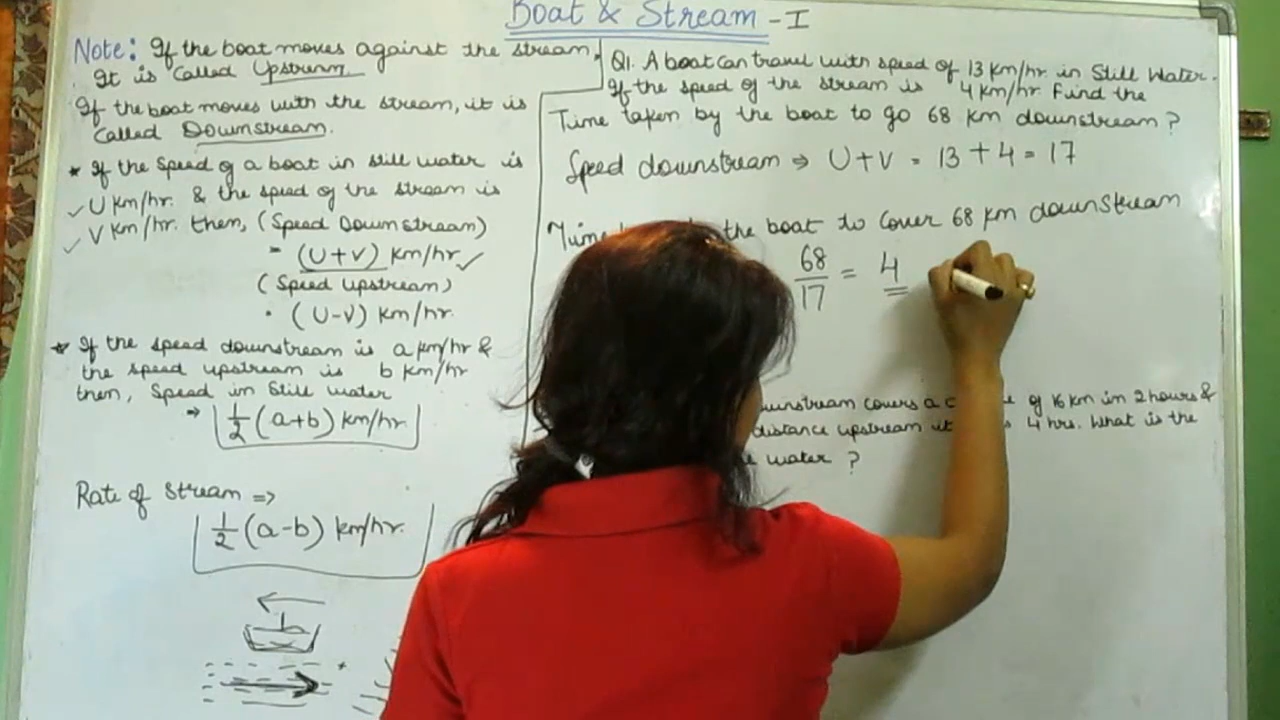 Boat & Stream - I
Note: If the boat moves against the stream,
It is called Upstream.
If the boat moves with the stream, it is
called Downstream.
* If the speed of a boat in still water is
✓ U km/hr. & the speed of the stream is
✓ V km/hr. then, (Speed Downstream)
= (U+V) km/hr ✓
(Speed Upstream)
• (U-V) km/hr.
* If the speed downstream is a km/hr &
the speed upstream is b km/hr
then, Speed in Still water
→ 1/2 (a+b) km/hr
Rate of Stream =>
1/2 (a-b) km/hr.
Q1. A boat can travel with speed of 13 km/hr. in Still Water.
If the speed of the stream is 4 km/hr. Find the
Time taken by the boat to go 68 km downstream?
Speed downstream ⇒ U+V = 13 + 4 = 17
Time the boat to cover 68 km downstream
68/17 = 4
downstream covers a of 16 km in 2 hours &
distance upstream it 4 hrs. What is the
water ?